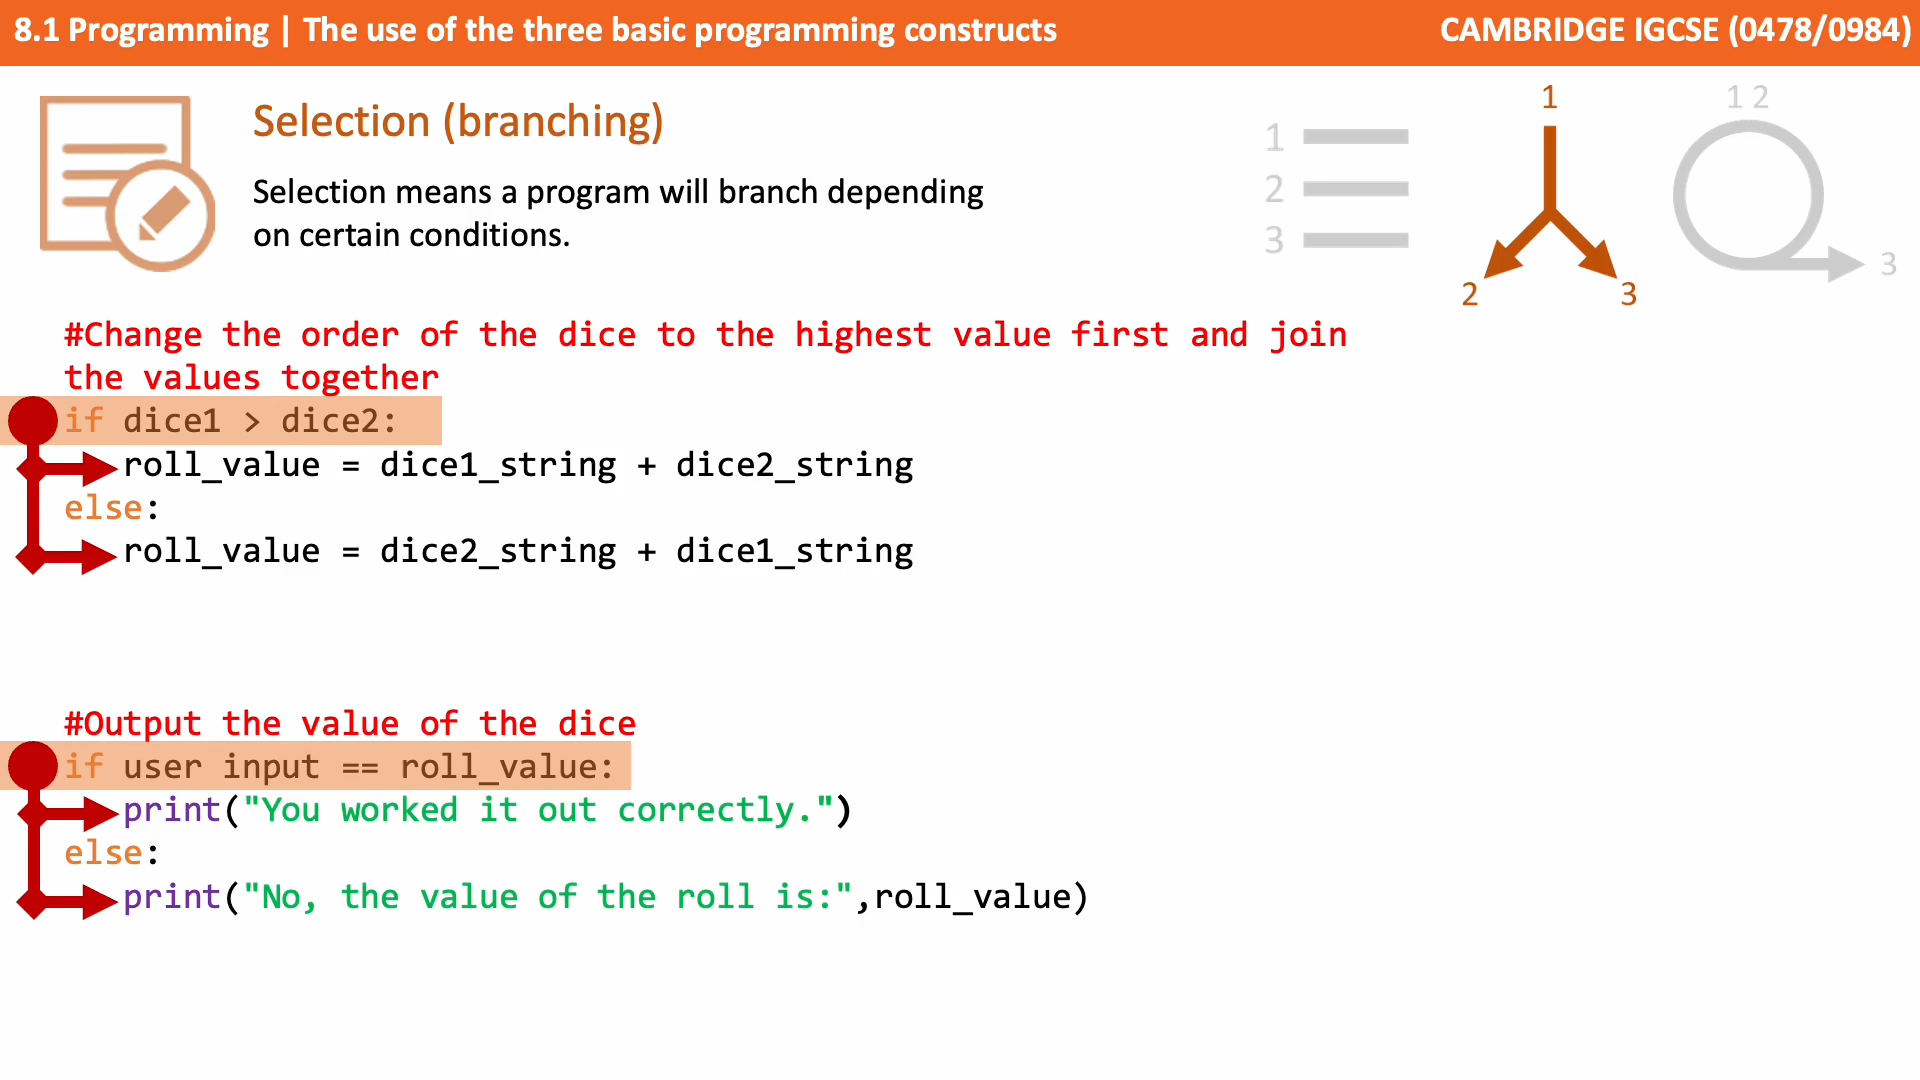 8.1 Programming | The use of the three basic programming constructs
CAMBRIDGE IGCSE (0478/0984)
Selection (branching)
Selection means a program will branch depending
on certain conditions.
1
2
3
1
2
3
1 2
3
#Change the order of the dice to the highest value first and join
the values together
if dice1 > dice2:
roll_value = dice1_string + dice2_string
else:
roll_value = dice2_string + dice1_string
#Output the value of the dice
if user input == roll_value:
print("You worked it out correctly.")
else:
print("No, the value of the roll is:",roll_value)